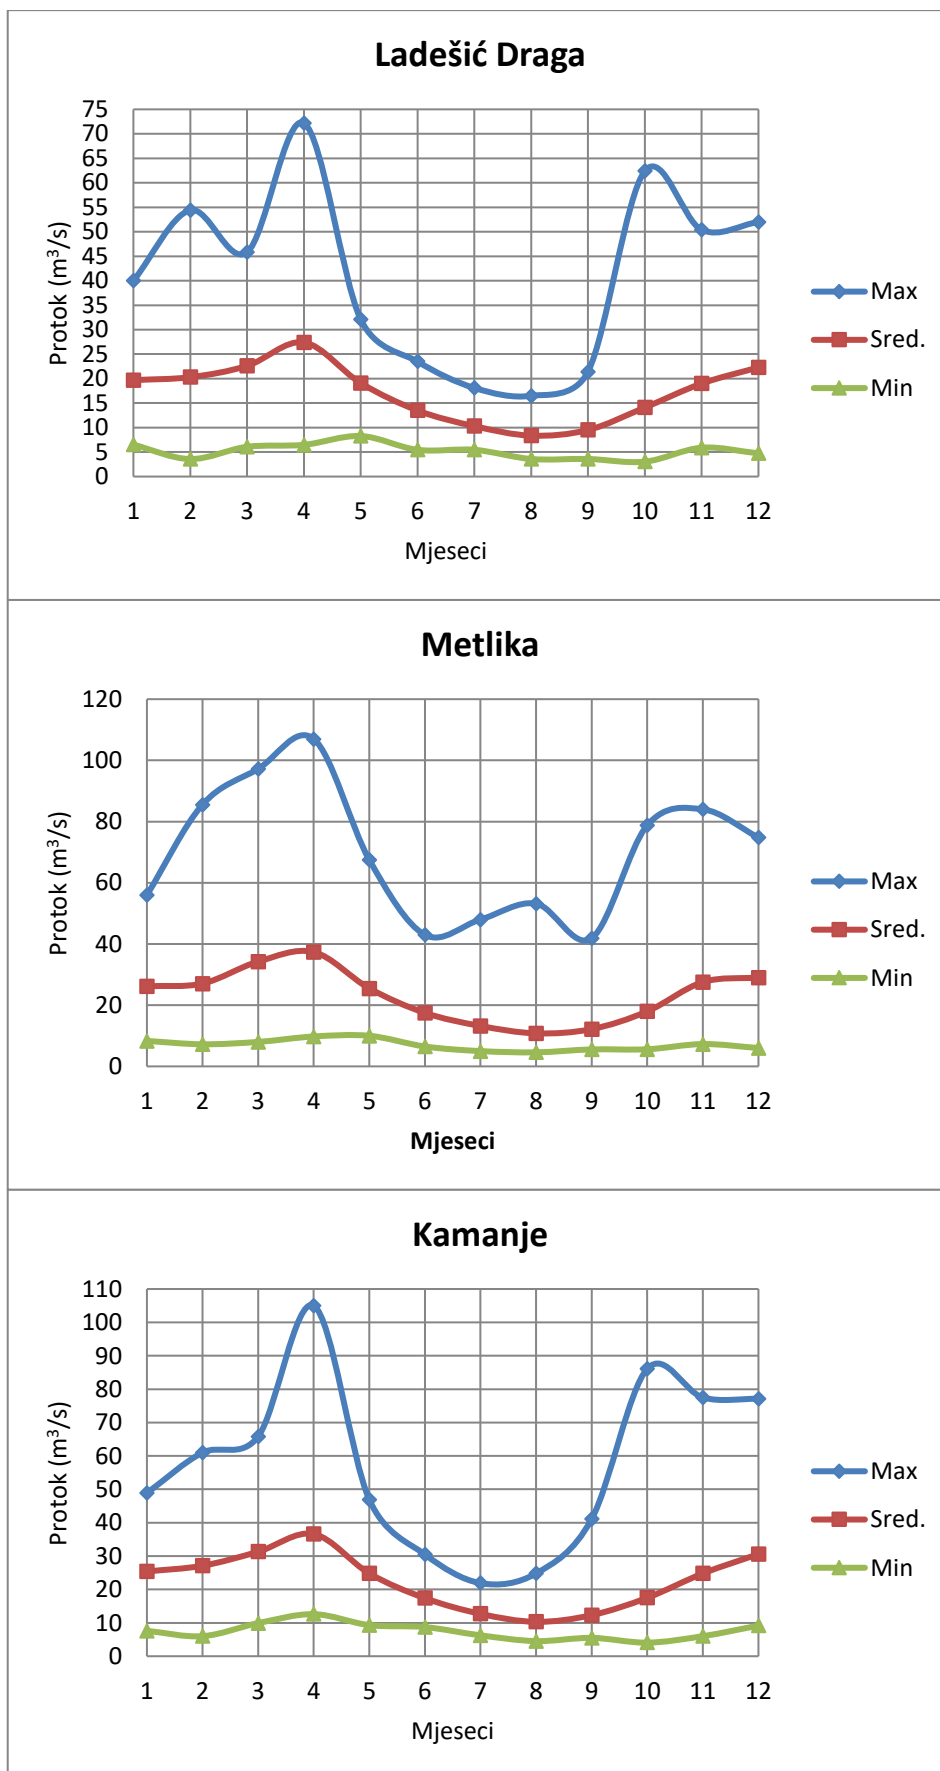 Ladešić Draga
Protok (m³/s)
75
70
65
60
55
50
45
40
35
30
25
20
15
10
5
0
1 2 3 4 5 6 7 8 9 10 11 12
Mjeseci
Max
Sred.
Min
Metlika
Protok (m³/s)
120
100
80
60
40
20
0
1 2 3 4 5 6 7 8 9 10 11 12
Mjeseci
Max
Sred.
Min
Kamanje
Protok (m³/s)
110
100
90
80
70
60
50
40
30
20
10
0
1 2 3 4 5 6 7 8 9 10 11 12
Mjeseci
Max
Sred.
Min